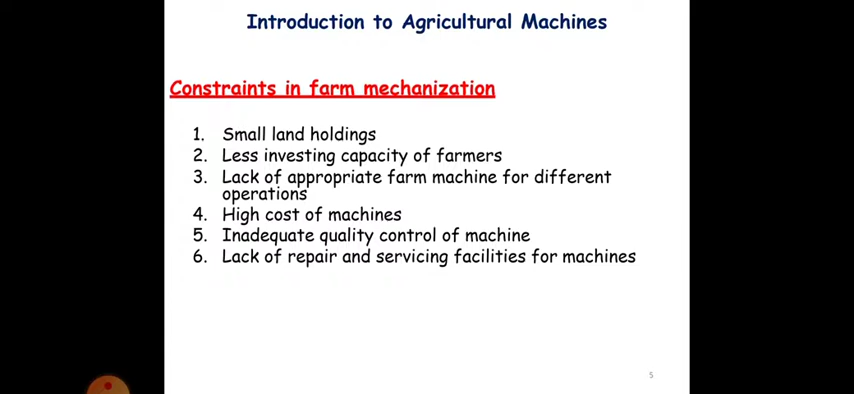 Introduction to Agricultural Machines
Constraints in farm mechanization
1. Small land holdings
2. Less investing capacity of farmers
3. Lack of appropriate farm machine for different
operations
4. High cost of machines
5. Inadequate quality control of machine
6. Lack of repair and servicing facilities for machines
5